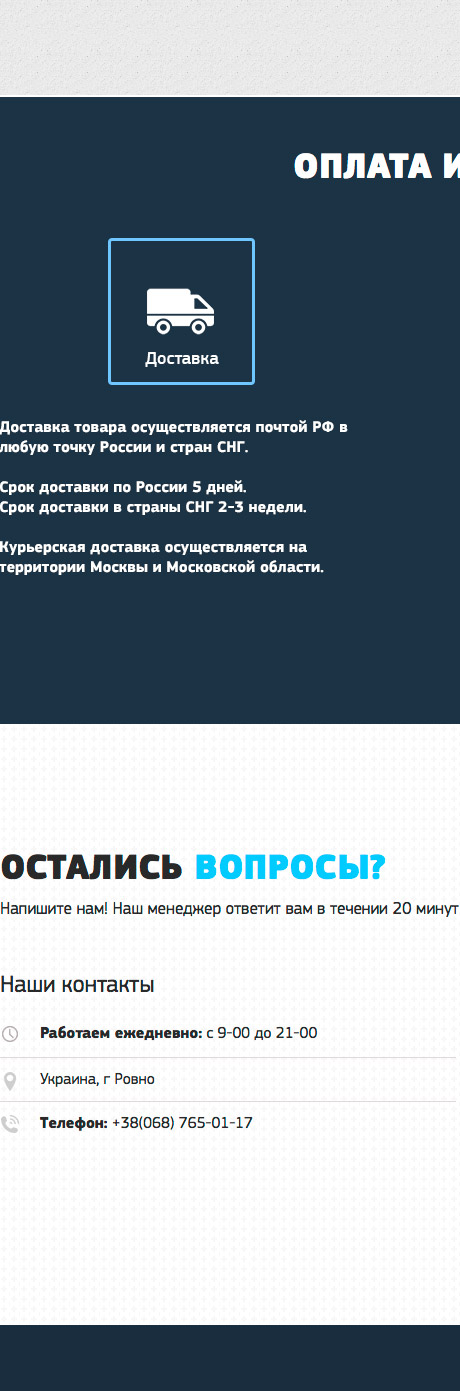 ОПЛАТА И
Доставка
Доставка товара осуществляется почтой РФ в
любую точку России и стран СНГ.
Срок доставки по России 5 дней.
Срок доставки в страны СНГ 2-3 недели.
Курьерская доставка осуществляется на
территории Москвы и Московской области.
ОСТАЛИСЬ ВОПРОСЫ?
Напишите нам! Наш менеджер ответит вам в течении 20 минут
Наши контакты
Работаем ежедневно: с 9-00 до 21-00
Украина, г Ровно
Телефон: +38(068) 765-01-17